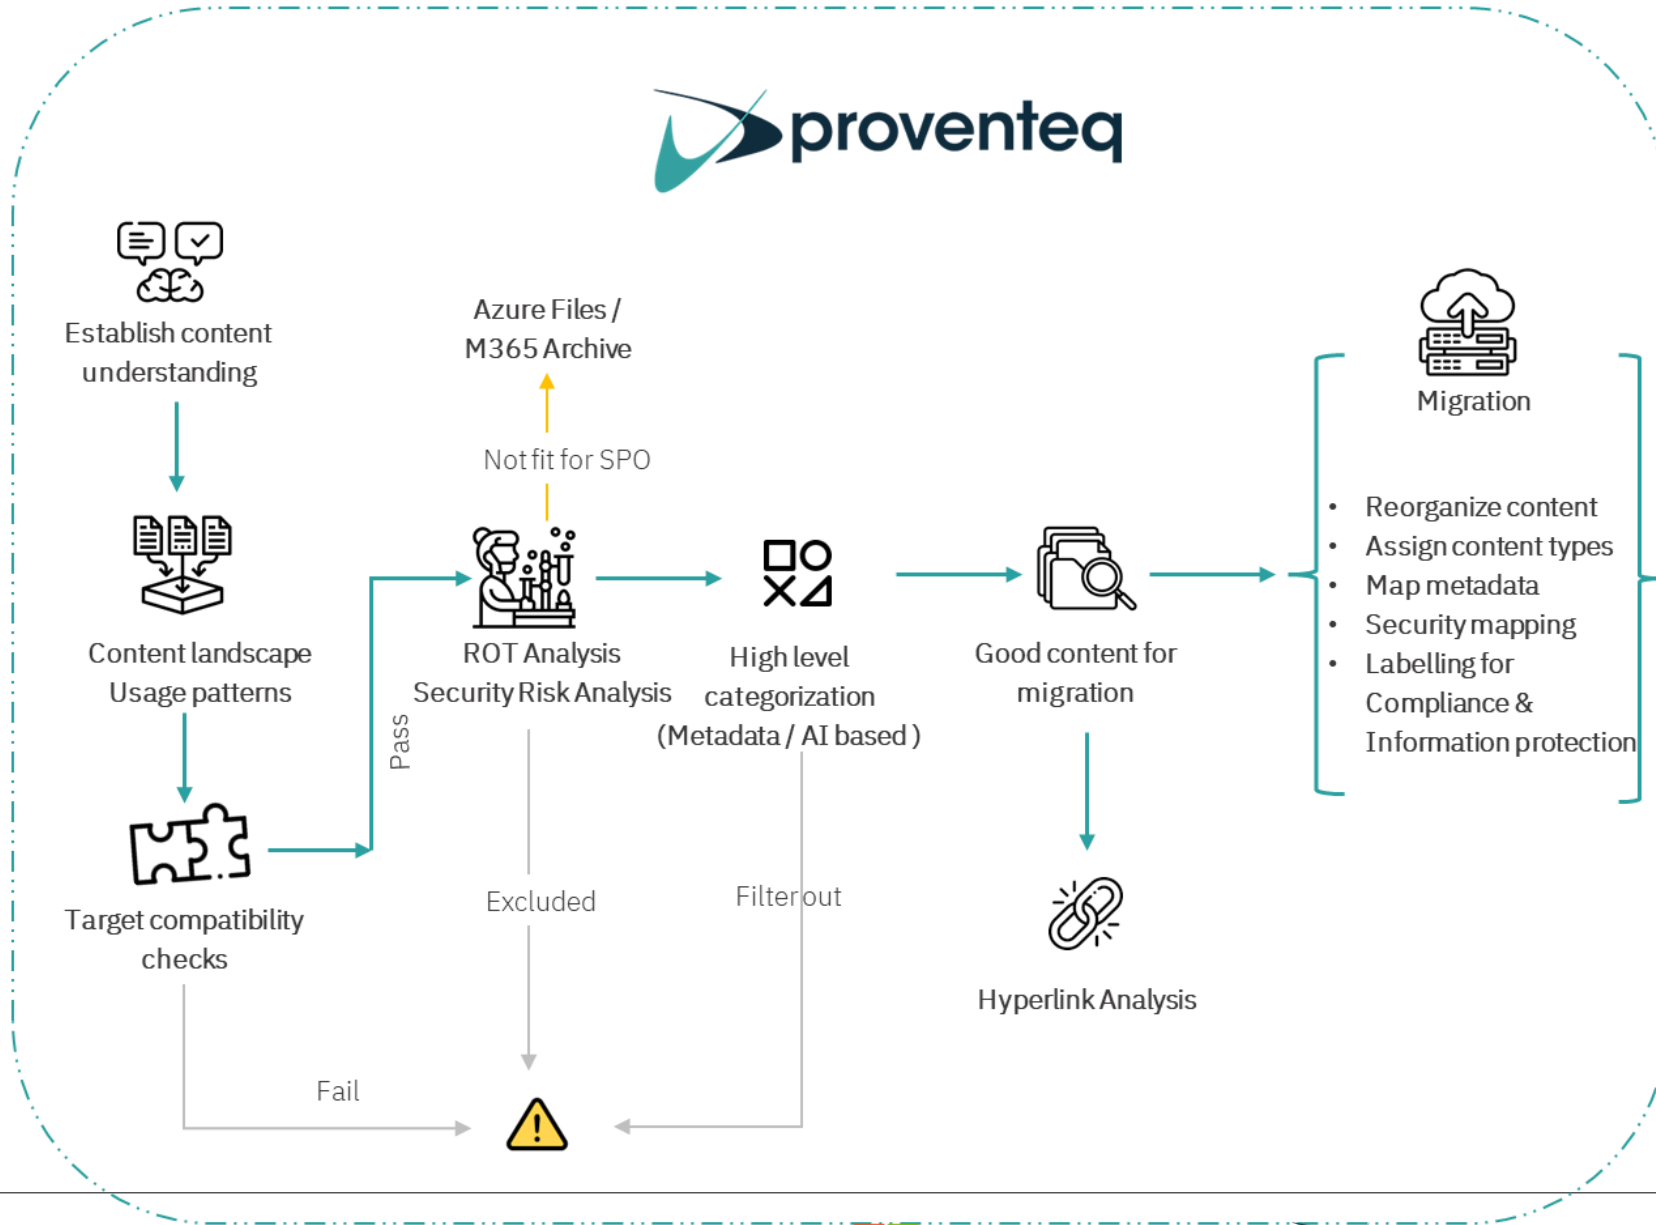 proventeq
Establish content
understanding
Content landscape
Usage patterns
Target compatibility
checks
Pass
Fail
Azure Files /
M365 Archive
Not fit for SPO
ROT Analysis
Security Risk Analysis
Excluded
High level
categorization
(Metadata / AI based )
Filter out
Good content for
migration
Hyperlink Analysis
Migration
• Reorganize content
• Assign content types
• Map metadata
• Security mapping
• Labelling for
Compliance &
Information protection